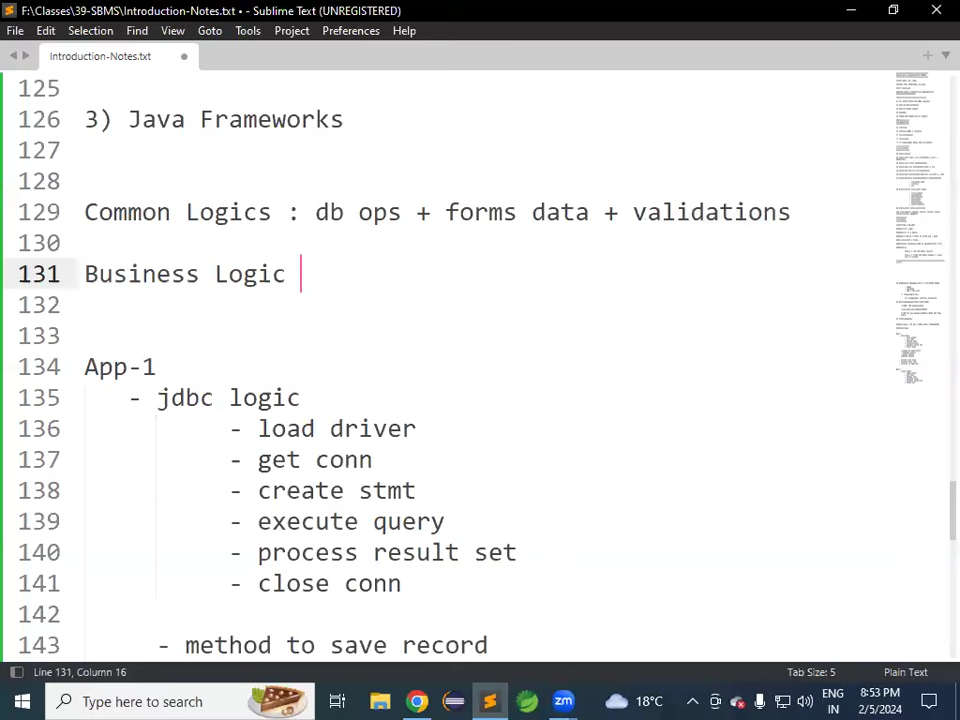 F:\Classes\39-SBMS\Introduction-Notes.txt • - Sublime Text (UNREGISTERED)
File Edit Selection Find View Goto Tools Project Preferences Help
Introduction-Notes.txt
125
126 3) Java Frameworks
127
128
129 Common Logics : db ops + forms data + validations
130
131 Business Logic
132
133
134 App-1
135 - jdbc logic
136 - load driver
137 - get conn
138 - create stmt
139 - execute query
140 - process result set
141 - close conn
142
143 - method to save record
Line 131, Column 16 Tab Size: 5 Plain Text
Type here to search 18°C ENG 8:53 PM
IN 2/5/2024